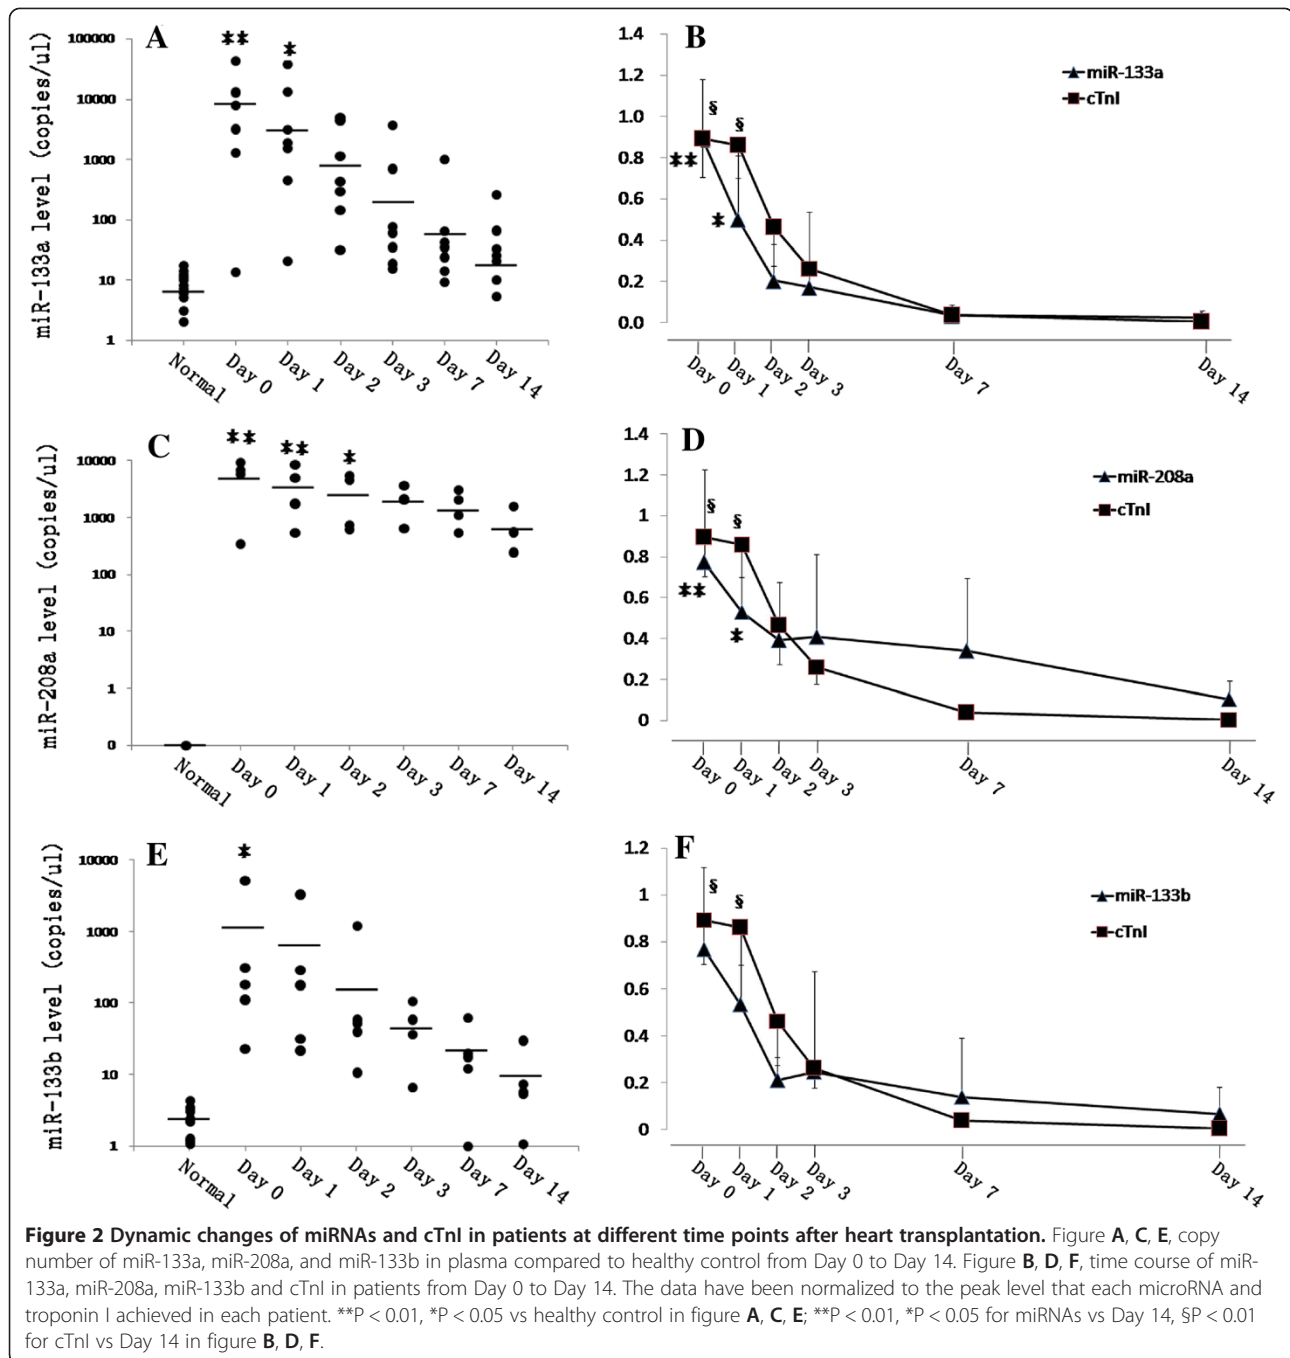 A
miR-133a level (copies/ul)
100000
10000
1000
100
10
1
** *
Normal Day 0 Day 1 Day 2 Day 3 Day 7 Day 14
B
1.4
1.2
1.0
0.8
0.6
0.4
0.2
0.0
miR-133a
cTnI
§ §
**
*
Day 0 Day 1 Day 2 Day 3 Day 7 Day 14
C
miR-208a level (copies/ul)
10000
1000
100
10
1
0
** ** *
Normal Day 0 Day 1 Day 2 Day 3 Day 7 Day 14
D
1.4
1.2
1
0.8
0.6
0.4
0.2
0
miR-208a
cTnI
§ §
**
*
Day 0 Day 1 Day 2 Day 3 Day 7 Day 14
E
miR-133b level (copies/ul)
10000
1000
100
10
1
*
Normal Day 0 Day 1 Day 2 Day 3 Day 7 Day 14
F
1.2
1
0.8
0.6
0.4
0.2
0
miR-133b
cTnI
§ §
Day 0 Day 1 Day 2 Day 3 Day 7 Day 14
Figure 2 Dynamic changes of miRNAs and cTnI in patients at different time points after heart transplantation. Figure A, C, E, copy
number of miR-133a, miR-208a, and miR-133b in plasma compared to healthy control from Day 0 to Day 14. Figure B, D, F, time course of miR-
133a, miR-208a, miR-133b and cTnI in patients from Day 0 to Day 14. The data have been normalized to the peak level that each microRNA and
troponin I achieved in each patient. **P < 0.01, *P < 0.05 vs healthy control in figure A, C, E; **P < 0.01, *P < 0.05 for miRNAs vs Day 14, §P < 0.01
for cTnI vs Day 14 in figure B, D, F.